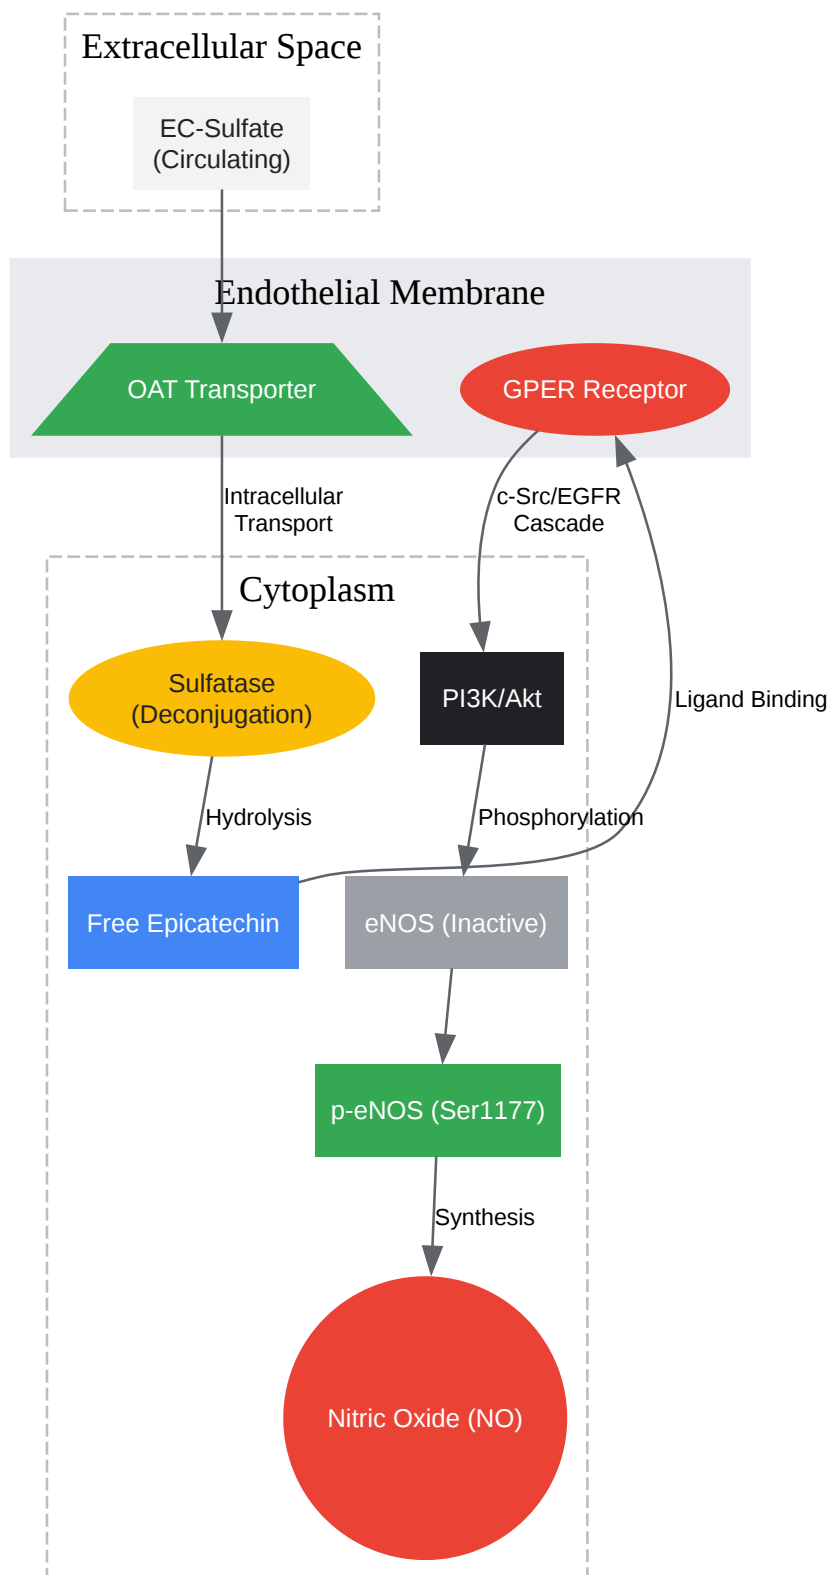 Extracellular Space
EC-Sulfate
(Circulating)
Endothelial Membrane
OAT Transporter
GPER Receptor
Intracellular
Transport
c-Src/EGFR
Cascade
Cytoplasm
Sulfatase
(Deconjugation)
PI3K/Akt
Ligand Binding
Hydrolysis
Phosphorylation
Free Epicatechin
eNOS (Inactive)
p-eNOS (Ser1177)
Synthesis
Nitric Oxide (NO)